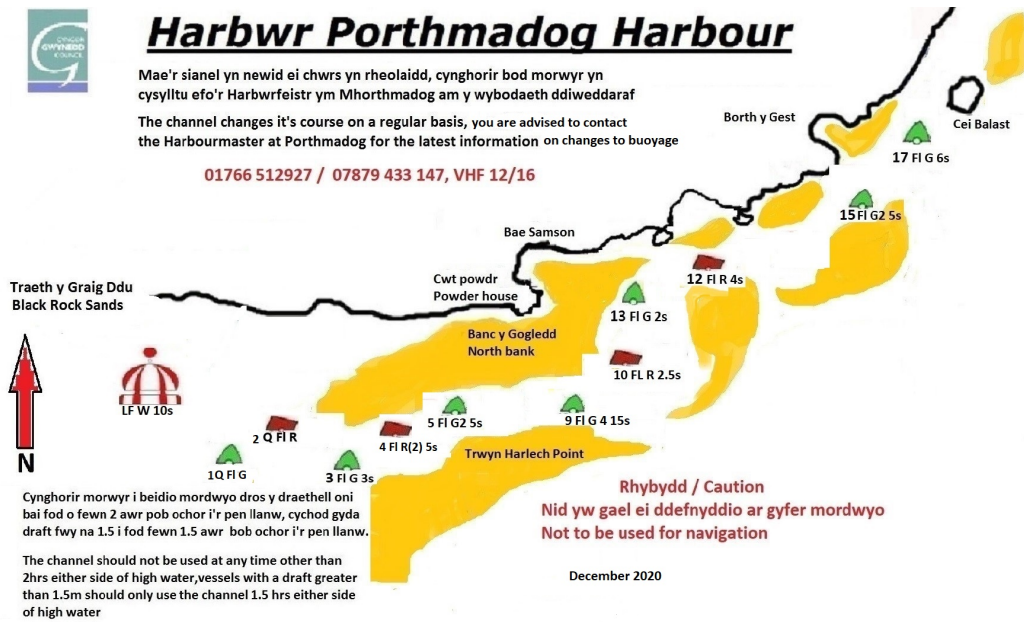 CYNGOR
GWYNEDD
COUNCIL
Harbwr Porthmadog Harbour
Mae'r sianel yn newid ei chwrs yn rheolaidd, cynghorir bod morwyr yn
cysylltu efo'r Harbwrfeistr ym Mhorthmadog am y wybodaeth ddiweddaraf
The channel changes it's course on a regular basis, you are advised to contact
the Harbourmaster at Porthmadog for the latest information on changes to buoyage
01766 512927 / 07879 433 147, VHF 12/16
Borth y Gest
Cei Balast
17 Fl G 6s
15 Fl G2 5s
Bae Samson
12 Fl R 4s
Cwt powdr
Powder house
Traeth y Graig Ddu
Black Rock Sands
13 Fl G 2s
Banc y Gogledd
North bank
10 FL R 2.5s
LF W 10s
5 Fl G2 5s
9 Fl G 4 15s
2 Q Fl R
4 Fl R(2) 5s
Trwyn Harlech Point
N
1Q Fl G
3 Fl G 3s
Cynghorir morwyr i beidio mordwyo dros y draethell oni
bai fod o fewn 2 awr pob ochor i'r pen llanw, cychod gyda
draft fwy na 1.5 i fod fewn 1.5 awr bob ochor i'r pen llanw.
Rhybydd / Caution
Nid yw gael ei ddefnyddio ar gyfer mordwyo
Not to be used for navigation
The channel should not be used at any time other than
2hrs either side of high water,vessels with a draft greater
than 1.5m should only use the channel 1.5 hrs either side
of high water
December 2020